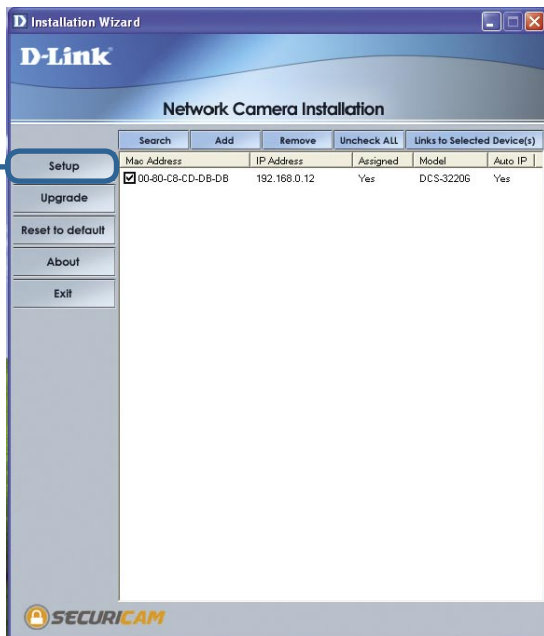 D Installation Wizard
D-Link
Network Camera Installation
Search Add Remove Uncheck ALL Links to Selected Device(s)
Mac Address IP Address Assigned Model Auto IP
00-80-C8-CD-DB-DB 192.168.0.12 Yes DCS-32206 Yes
Setup
Upgrade
Reset to default
About
Exit
SECURICAM